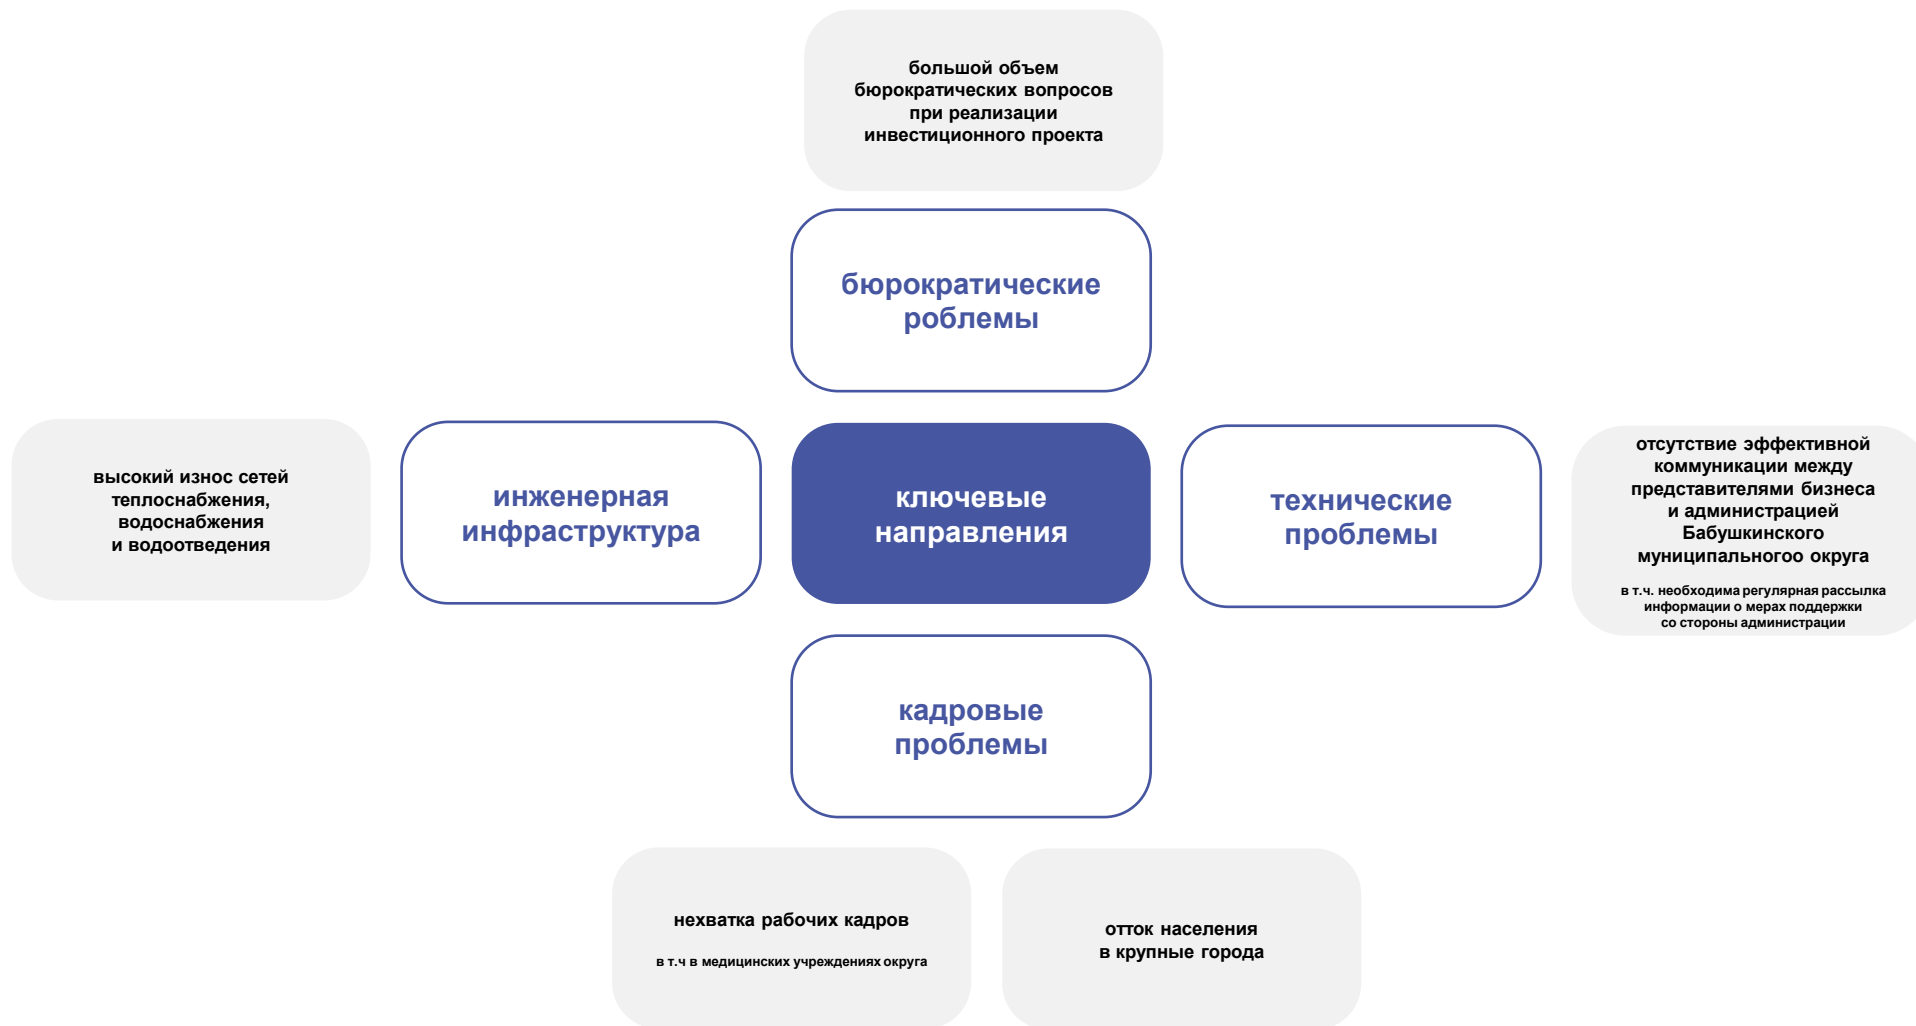 большой объем
бюрократических вопросов
при реализации
инвестиционного проекта
бюрократические
роблемы
высокий износ сетей
теплоснабжения,
водоснабжения
и водоотведения
инженерная
инфраструктура
ключевые
направления
технические
проблемы
отсутствие эффективной
коммуникации между
представителями бизнеса
и администрацией
Бабушкинского
муниципальногоо округа
в т.ч. необходима регулярная рассылка
информации о мерах поддержки
со стороны администрации
кадровые
проблемы
нехватка рабочих кадров
в т.ч в медицинских учреждениях округа
отток населения
в крупные города